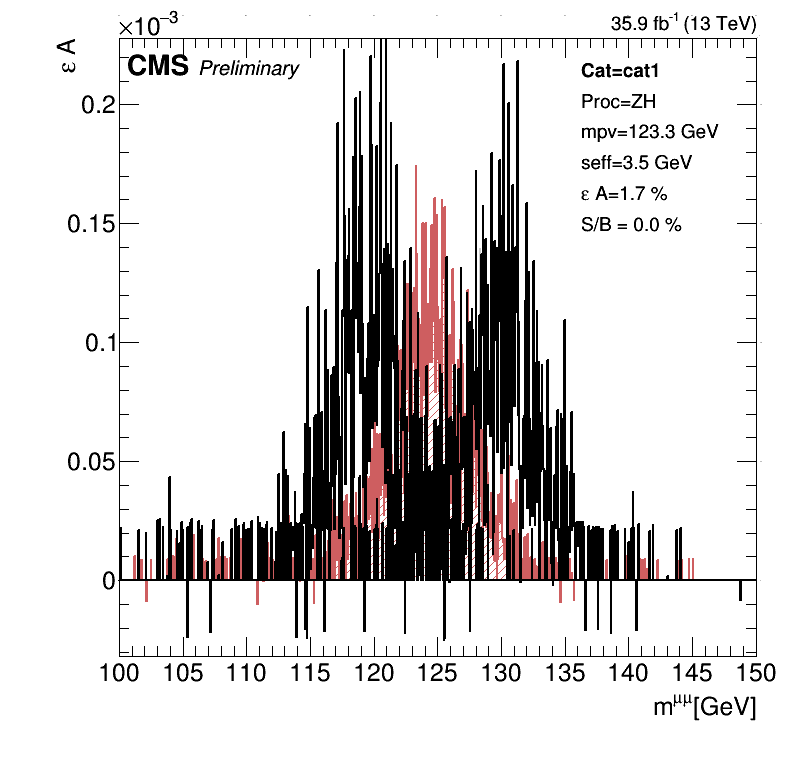 ×10⁻³
35.9 fb⁻¹ (13 TeV)
ε A
CMS Preliminary
Cat=cat1
Proc=ZH
mpv=123.3 GeV
seff=3.5 GeV
ε A=1.7 %
S/B = 0.0 %
0.2
0.15
0.1
0.05
0
100 105 110 115 120 125 130 135 140 145 150
m^μμ[GeV]